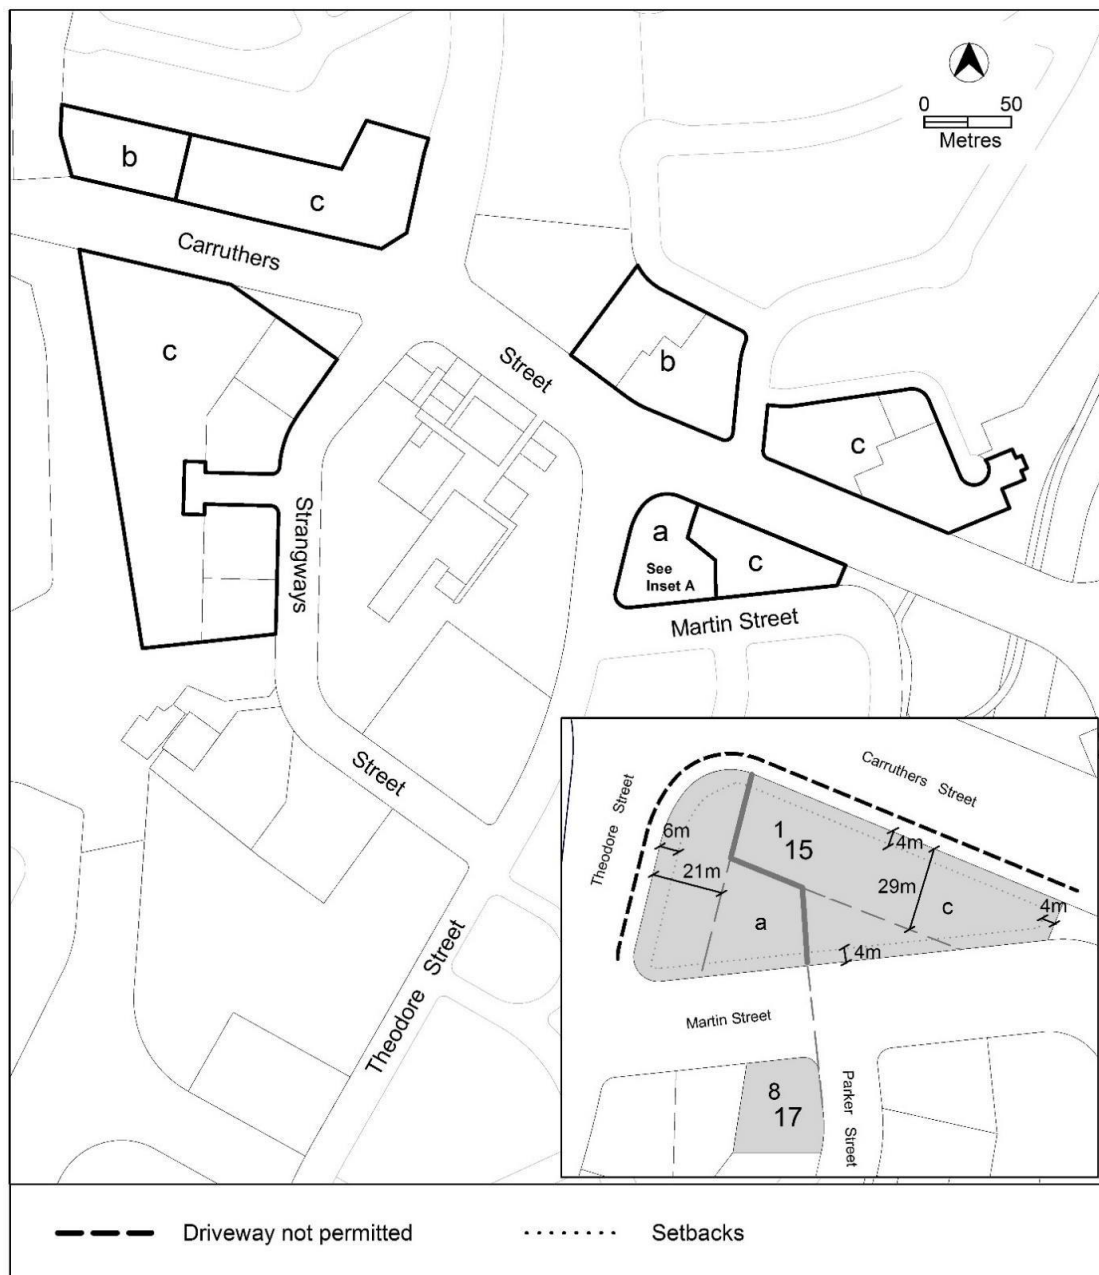 0 50
Metres
b
c
Carruthers
Street
c
b
c
a
See
Inset A
c
Martin Street
Strangways
Street
Theodore Street
Theodore Street
Carruthers Street
6m
21m
1
15
4m
29m
c
4m
a
4m
Martin Street
8
17
Parker Street
Driveway not permitted
Setbacks